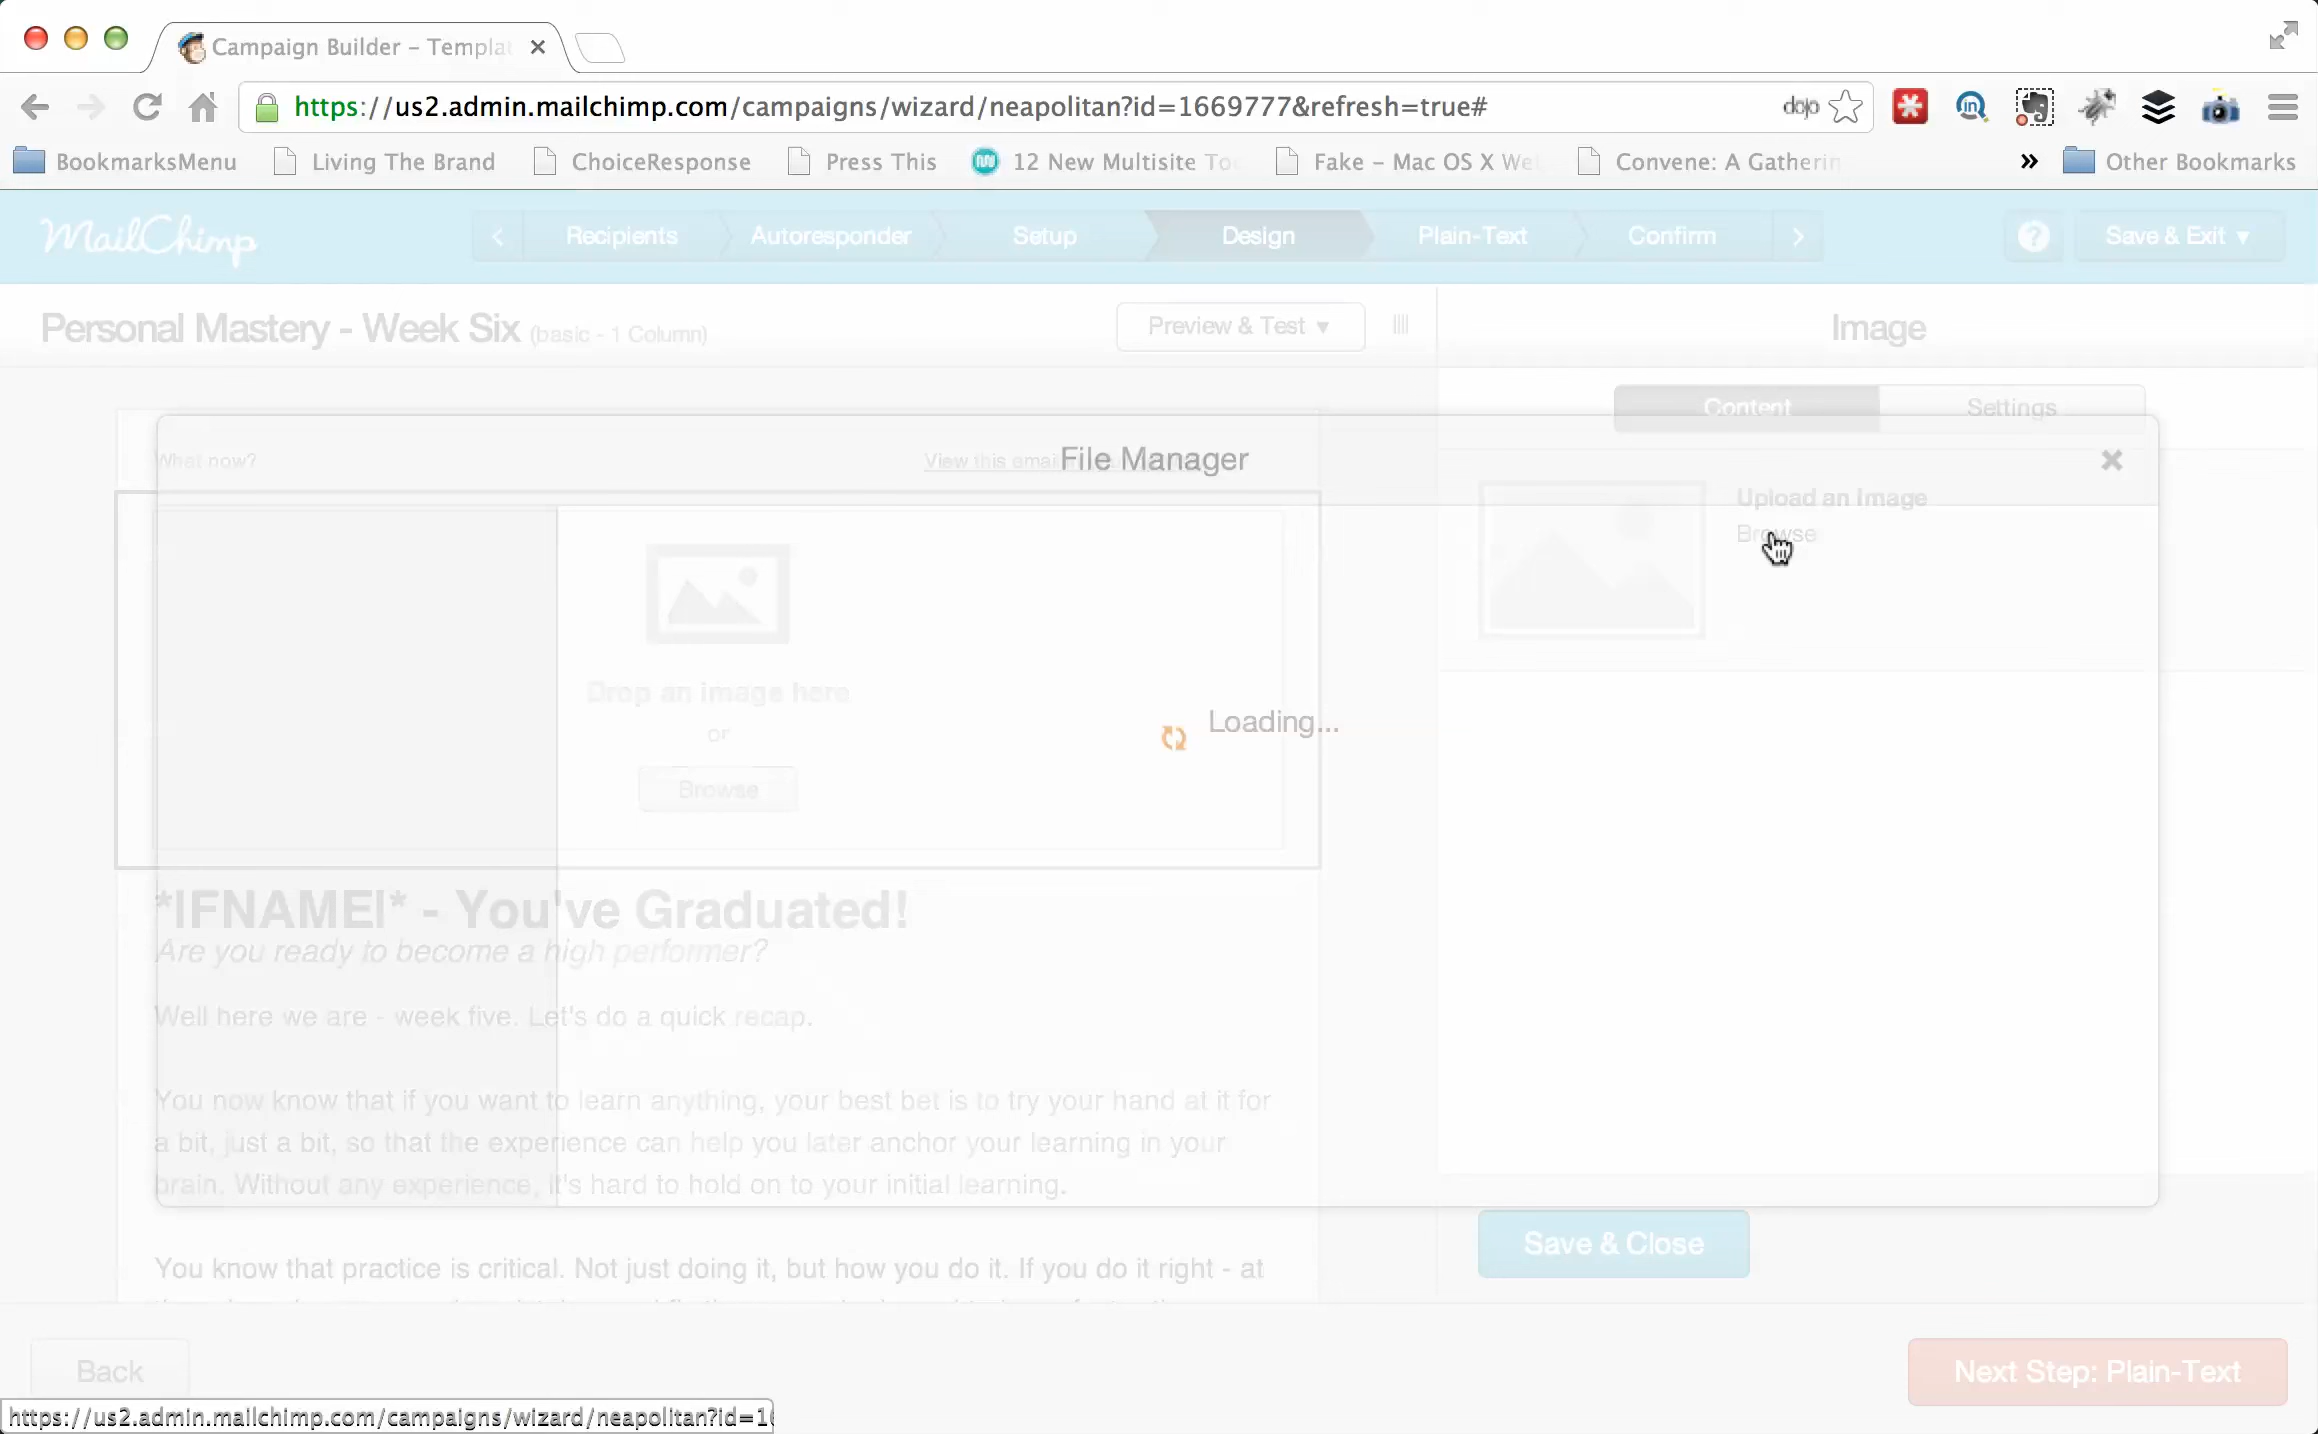 Campaign Builder – Templa
https://us2.admin.mailchimp.com/campaigns/wizard/neapolitan?id=1669777&refresh=true#
dojo
BookmarksMenu
Living The Brand
ChoiceResponse
Press This
12 New Multisite To
Fake – Mac OS X We
Convene: A Gatherin
»
Other Bookmarks
MailChimp
Recipients
Autoresponder
Setup
Design
Plain-Text
Confirm
?
Save & Exit ▼
Personal Mastery - Week Six (basic - 1 Column)
Preview & Test ▼
Image
Content
Settings
What now?
View this emai
File Manager
Upload an Image
Browse
Drop an image here
or
Browse
Loading...
*|FNAME|* - You've Graduated!
Are you ready to become a high performer?
Well here we are - week five. Let's do a quick recap.
You now know that if you want to learn anything, your best bet is to try your hand at it for
a bit, just a bit, so that the experience can help you later anchor your learning in your
brain. Without any experience, it's hard to hold on to your initial learning.
You know that practice is critical. Not just doing it, but how you do it. If you do it right - at
Save & Close
Back
Next Step: Plain-Text
https://us2.admin.mailchimp.com/campaigns/wizard/neapolitan?id=1